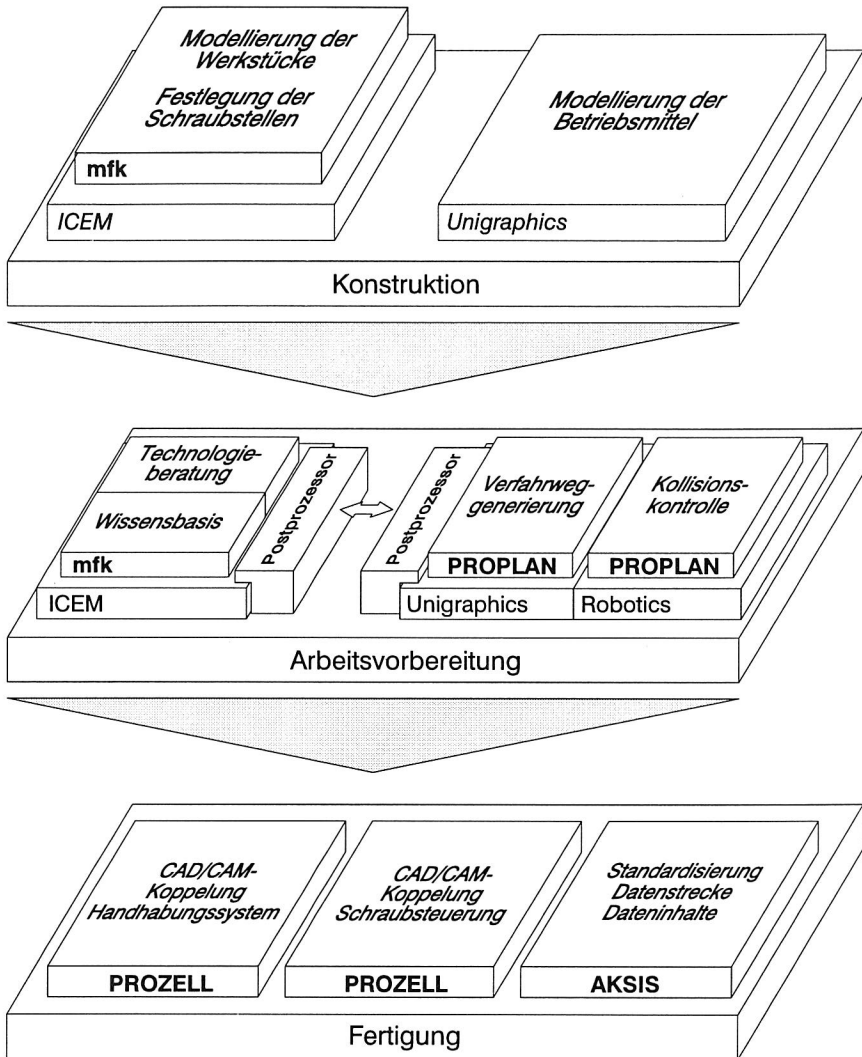 Modellierung der
Werkstücke
Festlegung der
Schraubstellen
mfk
ICEM
Modellierung der
Betriebsmittel
Unigraphics
Konstruktion
Technologie-
beratung
Wissensbasis
mfk
ICEM
Postprozessor
Postprozessor
Verfahrweg-
generierung
PROPLAN
Unigraphics
Kollisions-
kontrolle
PROPLAN
Robotics
Arbeitsvorbereitung
CAD/CAM-
Koppelung
Handhabungssystem
PROZELL
CAD/CAM-
Koppelung
Schraubsteuerung
PROZELL
Standardisierung
Datenstrecke
Dateninhalte
AKSIS
Fertigung